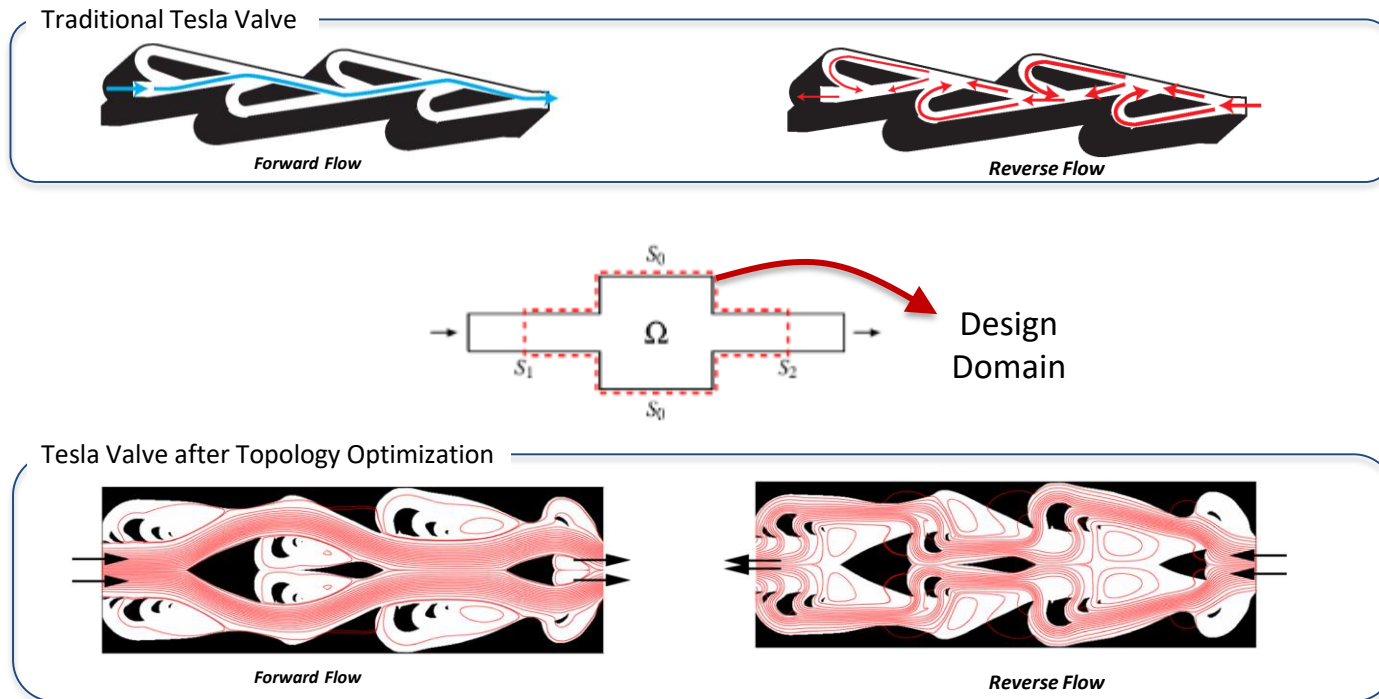 Traditional Tesla Valve
Forward Flow
Reverse Flow
S₀
Ω
S₁
S₂
S₀
Design
Domain
Tesla Valve after Topology Optimization
Forward Flow
Reverse Flow